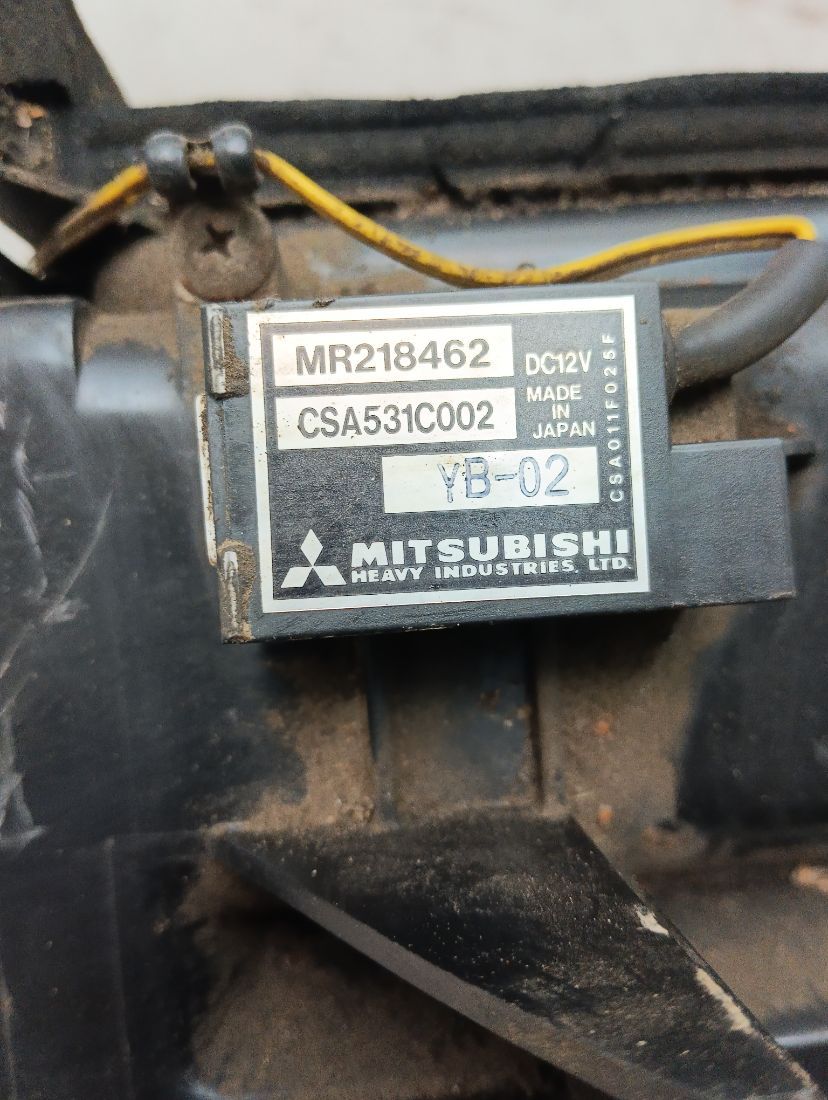 MR218462
CSA531C002
YB-02
DC12V
MADE
IN
JAPAN
CSA011F025F
MITSUBISHI
HEAVY INDUSTRIES, LTD.